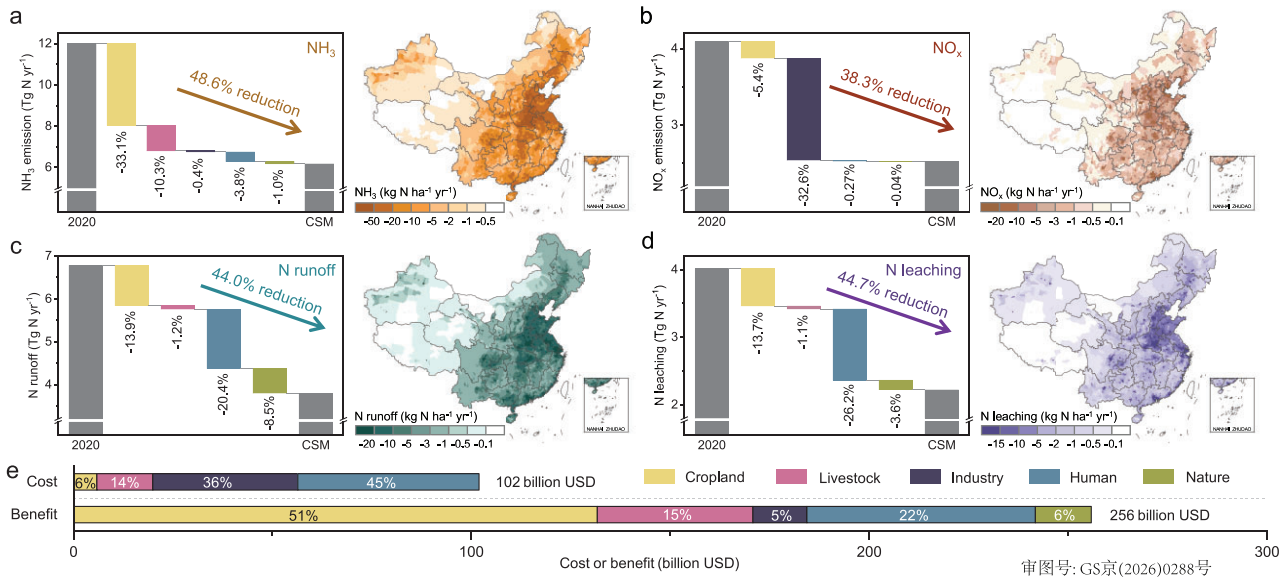 a
NH₃
NH₃ emission (Tg N yr⁻¹)
12
10
8
6
48.6% reduction
-33.1%
-10.3%
-0.4%
-3.8%
-1.0%
2020
CSM
NH₃ (kg N ha⁻¹ yr⁻¹)
-50 -20 -10 -5 -2 -1 -0.5
NANHAI ZHUDAO
b
NOₓ
NOₓ emission (Tg N yr⁻¹)
4
3
38.3% reduction
-5.4%
-32.6%
-0.27%
-0.04%
2020
CSM
NOₓ (kg N ha⁻¹ yr⁻¹)
-20 -10 -5 -3 -1 -0.5 -0.1
NANHAI ZHUDAO
c
N runoff
N runoff (Tg N yr⁻¹)
7
6
5
4
44.0% reduction
-13.9%
-1.2%
-20.4%
-8.5%
2020
CSM
N runoff (kg N ha⁻¹ yr⁻¹)
-20 -10 -5 -3 -1 -0.5 -0.1
NANHAI ZHUDAO
d
N leaching
N leaching (Tg N yr⁻¹)
4
3
2
44.7% reduction
-13.7%
-1.1%
-26.2%
-3.6%
2020
CSM
N leaching (kg N ha⁻¹ yr⁻¹)
-15 -10 -5 -2 -1 -0.5 -0.1
NANHAI ZHUDAO
e
Cost
6% 14% 36% 45%
102 billion USD
Cropland Livestock Industry Human Nature
Benefit
51% 15% 5% 22% 6%
256 billion USD
0 100 200 300
Cost or benefit (billion USD)
审图号: GS京(2026)0288号